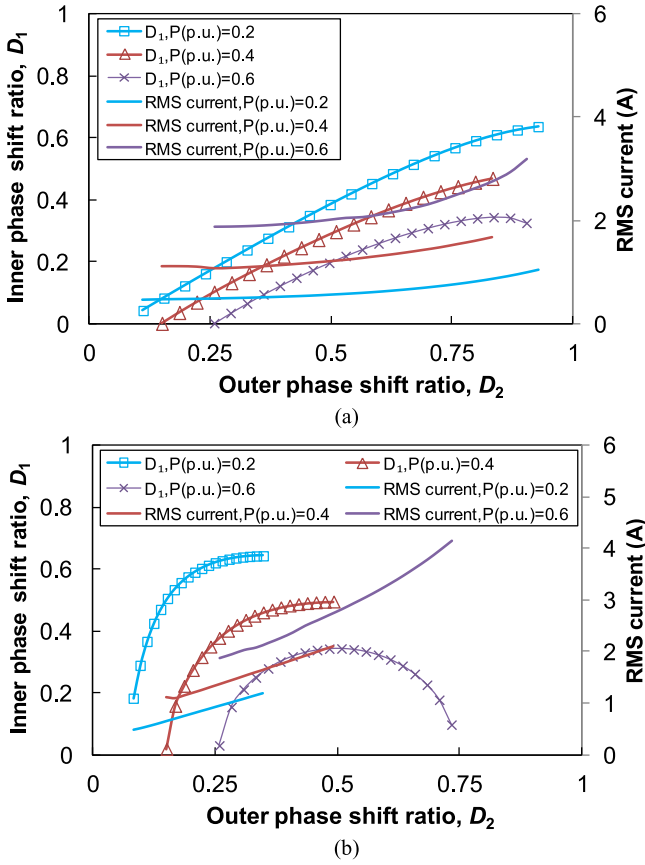 D₁,P(p.u.)=0.2
D₁,P(p.u.)=0.4
D₁,P(p.u.)=0.6
RMS current,P(p.u.)=0.2
RMS current,P(p.u.)=0.4
RMS current,P(p.u.)=0.6
Inner phase shift ratio, D₁
1
0.8
0.6
0.4
0.2
0
6
5
4
3
2
1
0
RMS current (A)
0 0.25 0.5 0.75 1
Outer phase shift ratio, D₂
(a)
D₁,P(p.u.)=0.2 D₁,P(p.u.)=0.4
D₁,P(p.u.)=0.6 RMS current,P(p.u.)=0.2
RMS current,P(p.u.)=0.4 RMS current,P(p.u.)=0.6
Inner phase shift ratio, D₁
1
0.8
0.6
0.4
0.2
0
6
5
4
3
2
1
0
RMS current (A)
0 0.25 0.5 0.75 1
Outer phase shift ratio, D₂
(b)